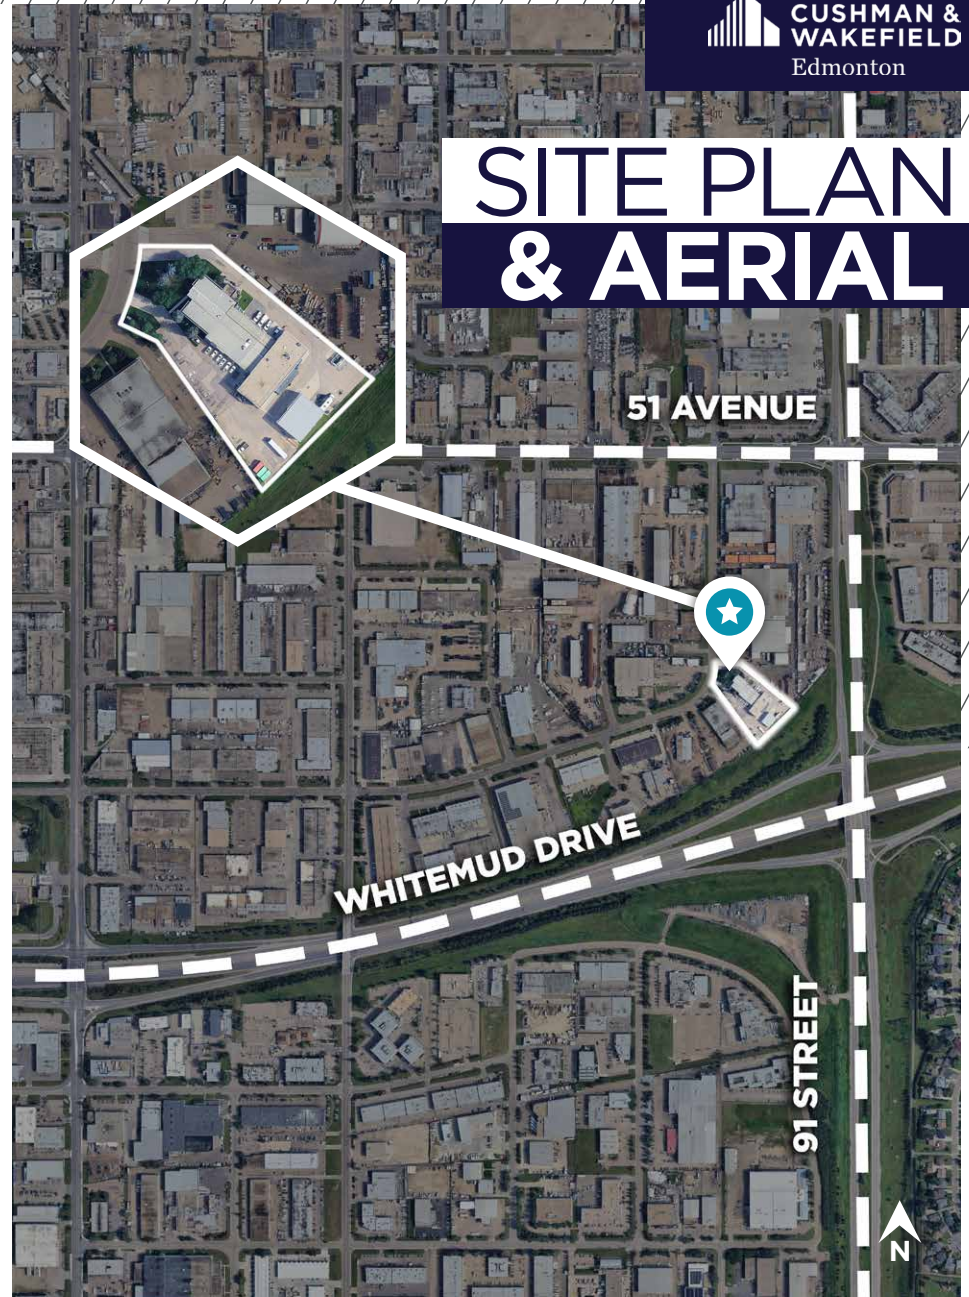 CUSHMAN &
WAKEFIELD
Edmonton
SITE PLAN
& AERIAL
51 AVENUE
WHITEMUD DRIVE
91 STREET
N